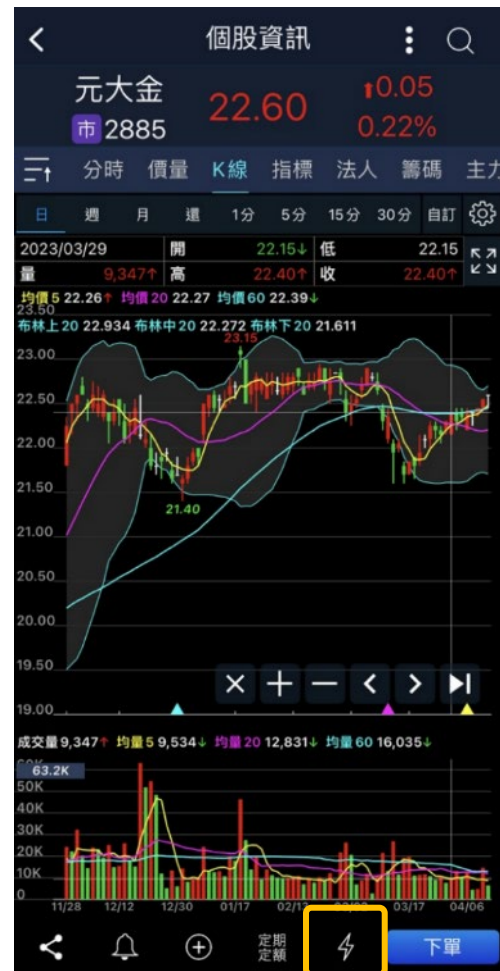 個股資訊
元大金
市 2885
22.60
0.05
0.22%
分時 價量 K線 指標 法人 籌碼 主力
日 週 月 還 1分 5分 15分 30分 自訂
2023/03/29 開 22.15↓ 低 22.15
量 9,347↑ 高 22.40↑ 收 22.40↑
均價5 22.26↑ 均價20 22.27 均價60 22.39↓
23.50
布林上20 22.934 布林中20 22.272 布林下20 21.611
23.15
23.00
22.50
22.00
21.50
21.40
21.00
20.50
20.00
19.50
19.00
成交量9,347↑ 均量5 9,534↓ 均量20 12,831↓ 均量60 16,035↓
63.2K
50K
40K
30K
20K
10K
0
11/28 12/12 12/30 01/17 03/17 04/06
定期
定額
下單